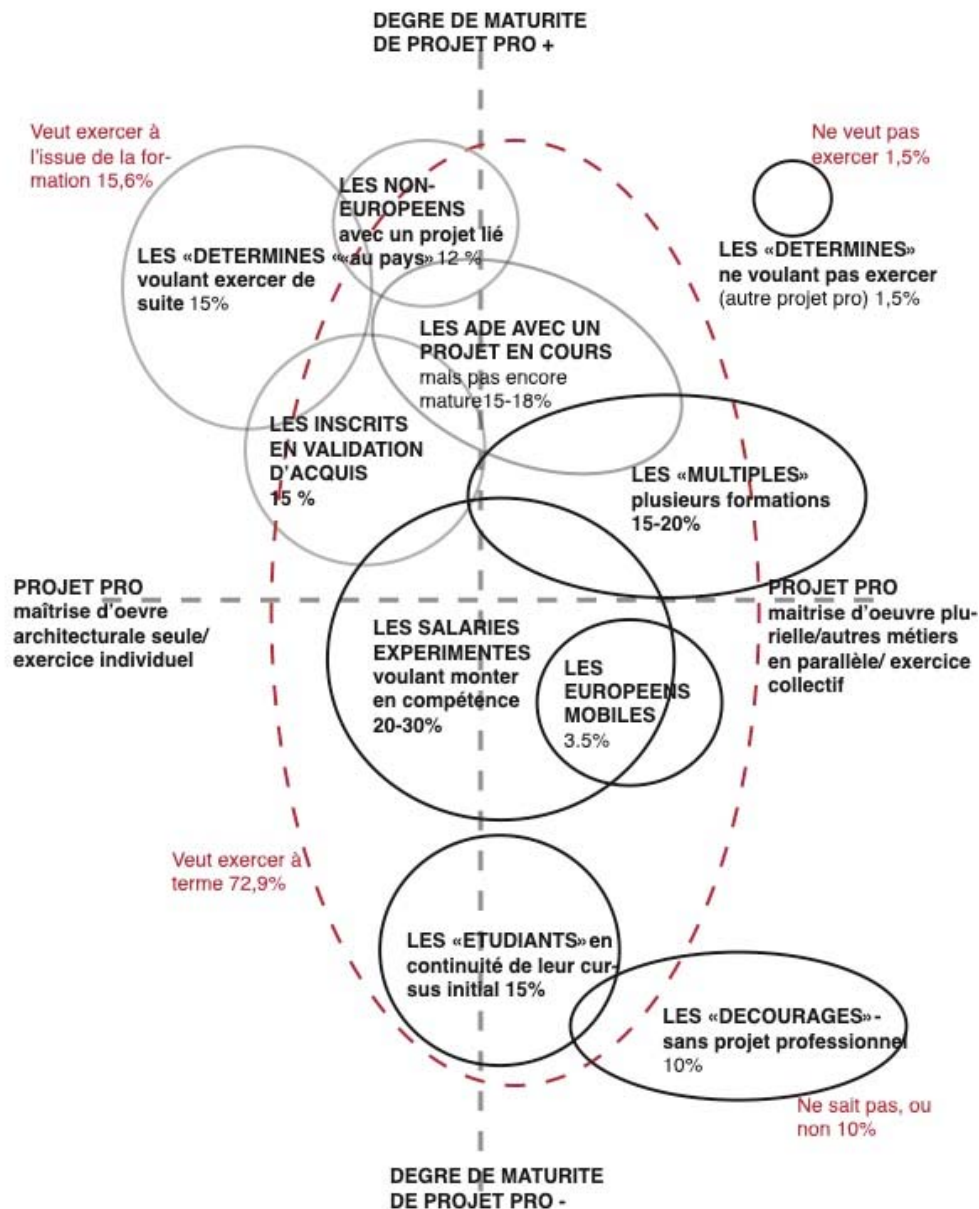 DEGRE DE MATURITE
DE PROJET PRO +
Veut exercer à
l'issue de la for-
mation 15,6%
Ne veut pas
exercer 1,5%
LES NON-
EUROPEENS
avec un projet lié
«au pays» 12 %
LES «DETERMINES «
voulant exercer de
suite 15%
LES «DETERMINES»
ne voulant pas exercer
(autre projet pro) 1,5%
LES ADE AVEC UN
PROJET EN COURS
mais pas encore
mature15-18%
LES INSCRITS
EN VALIDATION
D'ACQUIS
15 %
LES «MULTIPLES»
plusieurs formations
15-20%
PROJET PRO
maîtrise d'oevre
architecturale seule/
exercice individuel
PROJET PRO
maitrise d'oeuvre plu-
rielle/autres métiers
en parallèle/ exercice
collectif
LES SALARIES
EXPERIMENTES
voulant monter
en compétence
20-30%
LES
EUROPEENS
MOBILES
3.5%
Veut exercer à
terme 72,9%
LES «ETUDIANTS» en
continuité de leur cur-
sus initial 15%
LES «DECOURAGES» -
sans projet professionnel
10%
Ne sait pas, ou
non 10%
DEGRE DE MATURITE
DE PROJET PRO -